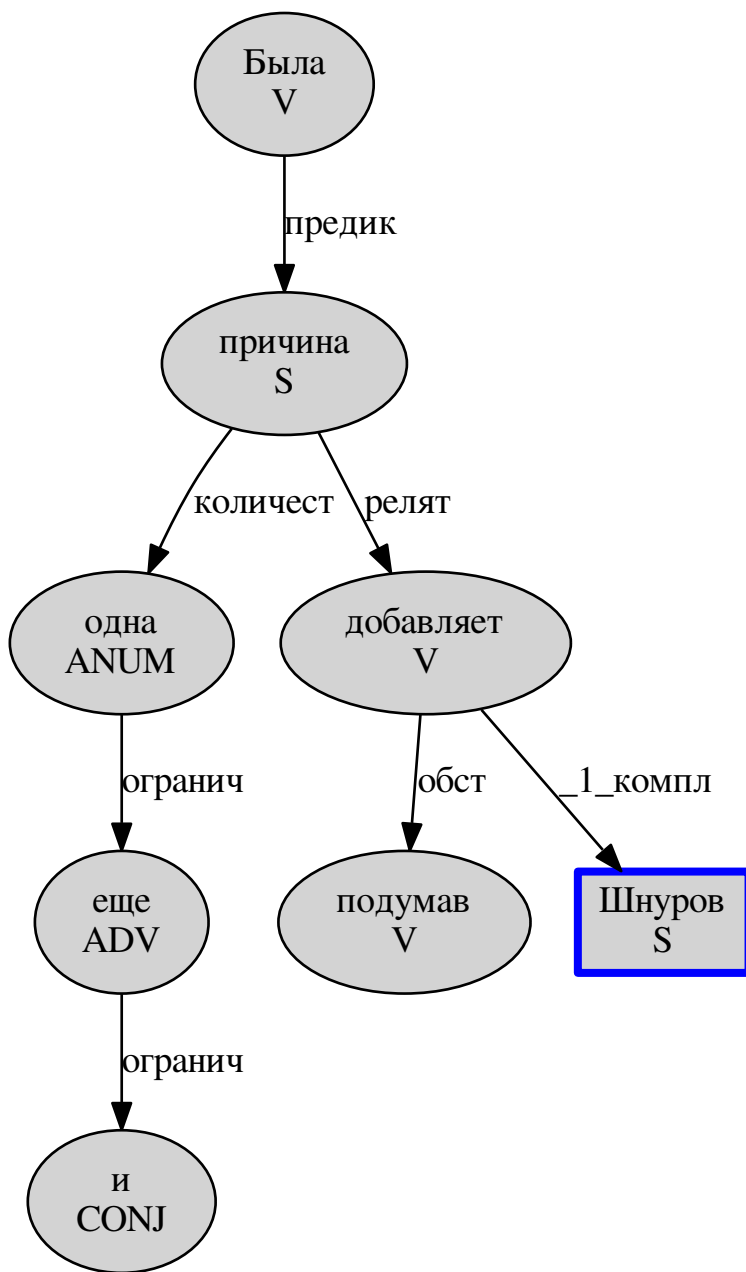 Была
V
предик
причина
S
количест
релят
одна
ANUM
добавляет
V
огранич
обст
_1_компл
еще
ADV
подумав
V
Шнуров
S
огранич
и
CONJ